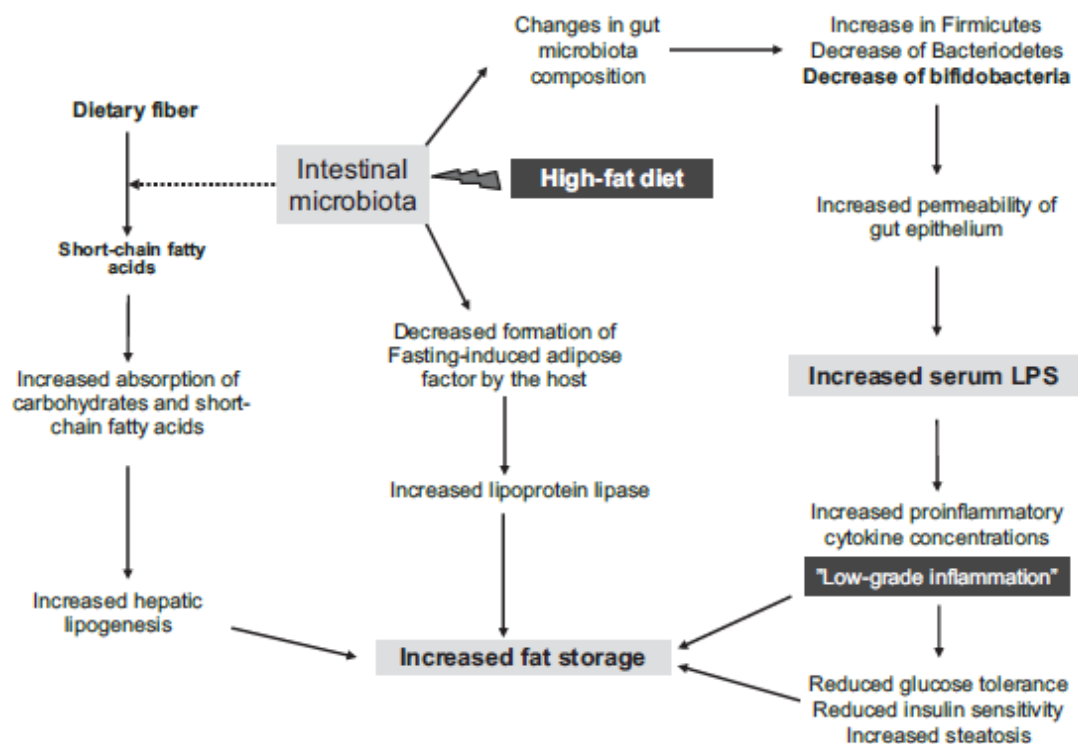 Changes in gut
microbiota
composition
Increase in Firmicutes
Decrease of Bacteriodetes
Decrease of bifidobacteria
Dietary fiber
Intestinal
microbiota
High-fat diet
Increased permeability of
gut epithelium
Short-chain fatty
acids
Decreased formation of
Fasting-induced adipose
factor by the host
Increased serum LPS
Increased absorption of
carbohydrates and short-
chain fatty acids
Increased lipoprotein lipase
Increased proinflammatory
cytokine concentrations
"Low-grade inflammation"
Increased hepatic
lipogenesis
Increased fat storage
Reduced glucose tolerance
Reduced insulin sensitivity
Increased steatosis